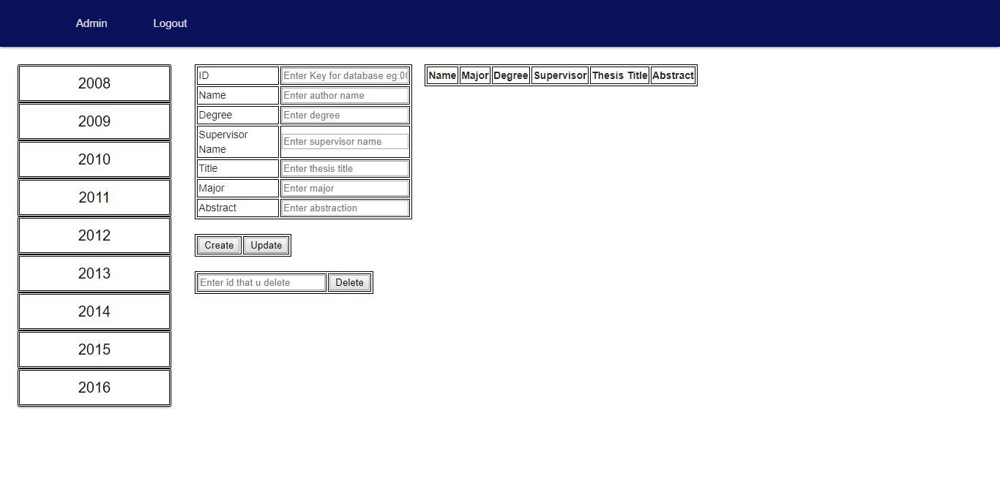 Admin Logout
2008
2009
2010
2011
2012
2013
2014
2015
2016
ID Enter Key for database eg:00
Name Enter author name
Degree Enter degree
Supervisor
Name Enter supervisor name
Title Enter thesis title
Major Enter major
Abstract Enter abstraction
Create Update
Enter id that u delete Delete
Name Major Degree Supervisor Thesis Title Abstract